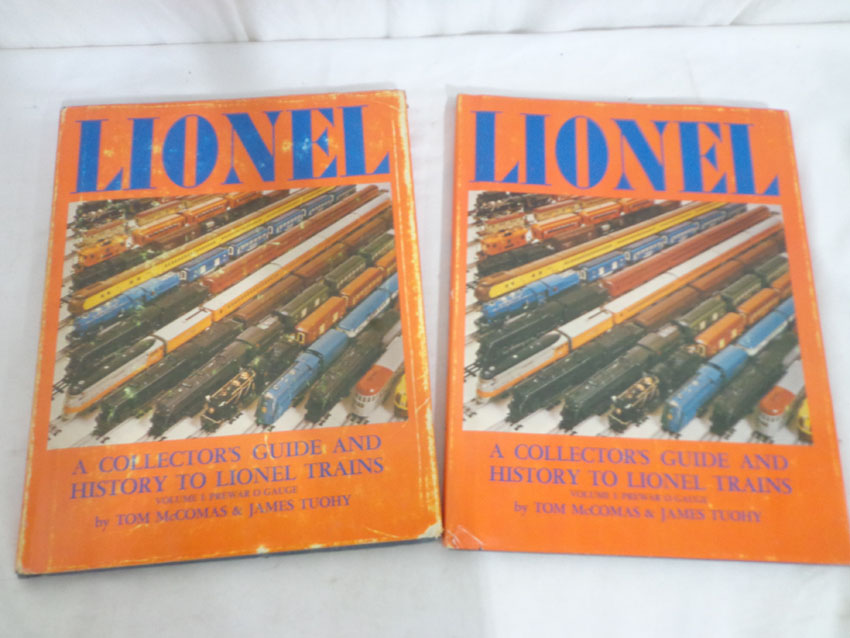 LIONEL
A COLLECTOR'S GUIDE AND
HISTORY TO LIONEL TRAINS
VOLUME I: PREWAR O GAUGE
by TOM McCOMAS & JAMES TUOHY
LIONEL
A COLLECTOR'S GUIDE AND
HISTORY TO LIONEL TRAINS
VOLUME I: PREWAR O GAUGE
by TOM McCOMAS & JAMES TUOHY